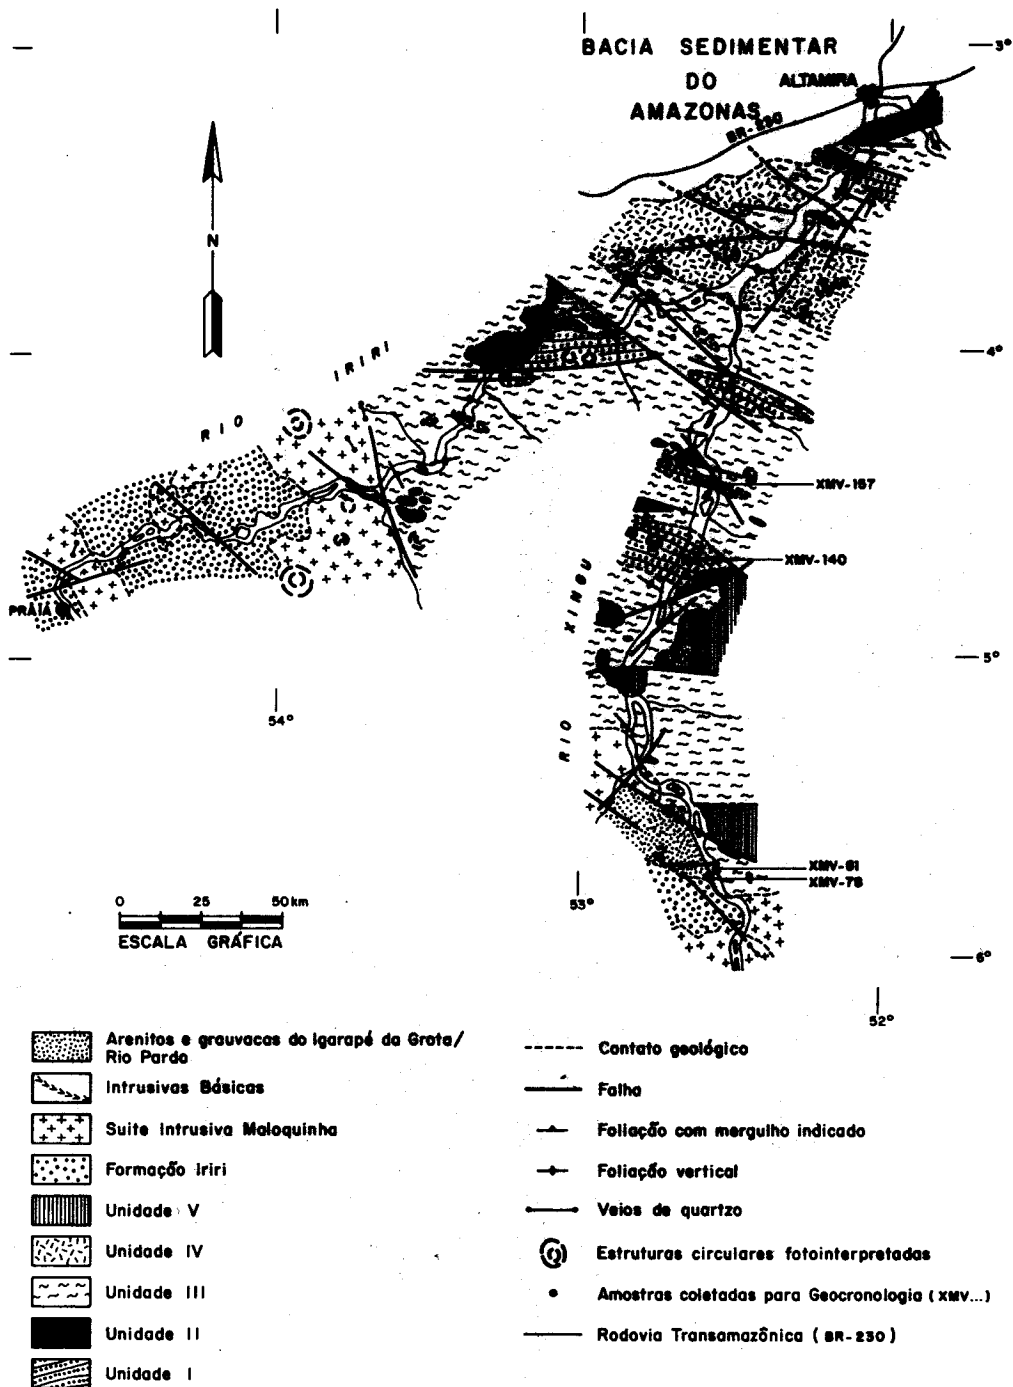 BACIA SEDIMENTAR
DO
AMAZONAS
ALTAMIRA
3°
BR-230
N
4°
RIO IRIRI
XMV-157
XMV-140
PRAIA
RIO XINGU
5°
54°
XMV-81
XMV-78
53°
0 25 50km
ESCALA GRÁFICA
6°
52°
Arenitos e grauvacas do Igarapé da Grota/
Rio Pardo
Intrusivas Básicas
Suite Intrusiva Maloquinha
Formação Iriri
Unidade V
Unidade IV
Unidade III
Unidade II
Unidade I
Contato geológico
Falha
Foliação com mergulho indicado
Foliação vertical
Veios de quartzo
Estruturas circulares fotointerpretadas
Amostras coletadas para Geocronologia (XMV...)
Rodovia Transamazônica (BR-230)